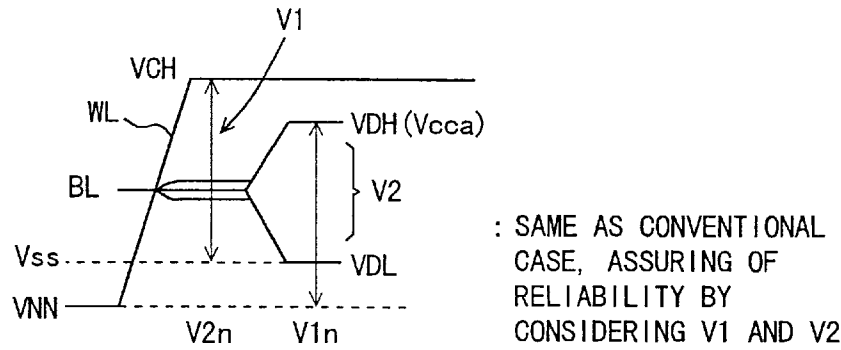 V1
VCH
WL
VDH(Vcca)
BL
V2
Vss
VDL
VNN
V2n V1n
: SAME AS CONVENTIONAL
CASE, ASSURING OF
RELIABILITY BY
CONSIDERING V1 AND V2